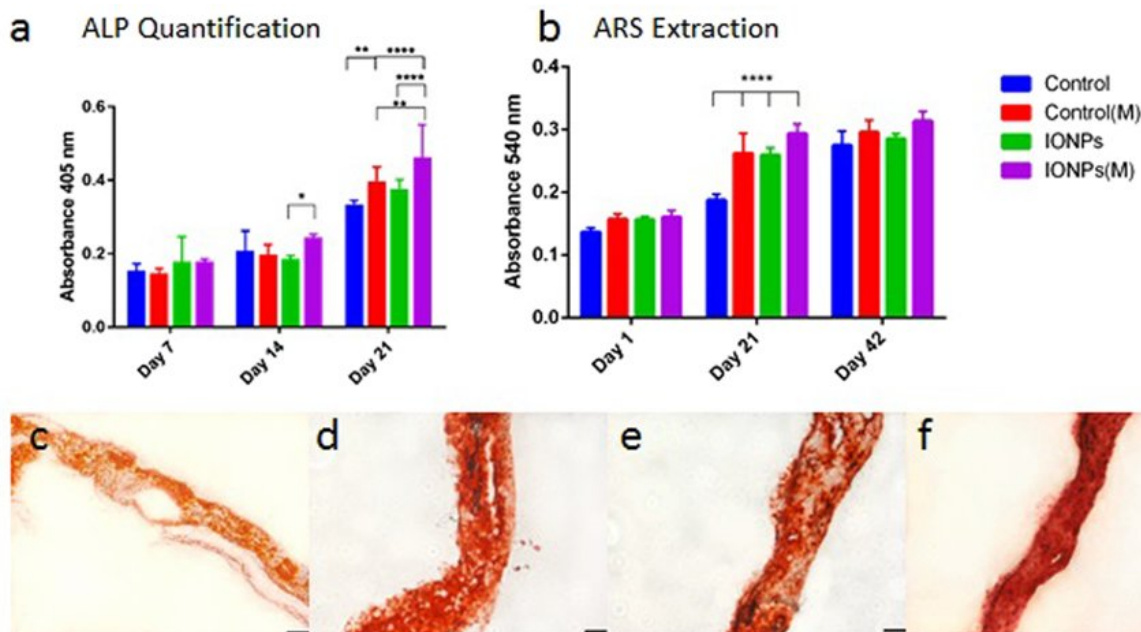 a ALP Quantification
** ****
****
**
*
Absorbance 405 nm
0.6
0.4
0.2
0.0
Day 7 Day 14 Day 21
b ARS Extraction
****
Absorbance 540 nm
0.4
0.3
0.2
0.1
0.0
Day 1 Day 21 Day 42
Control
Control(M)
IONPs
IONPs(M)
c d e f